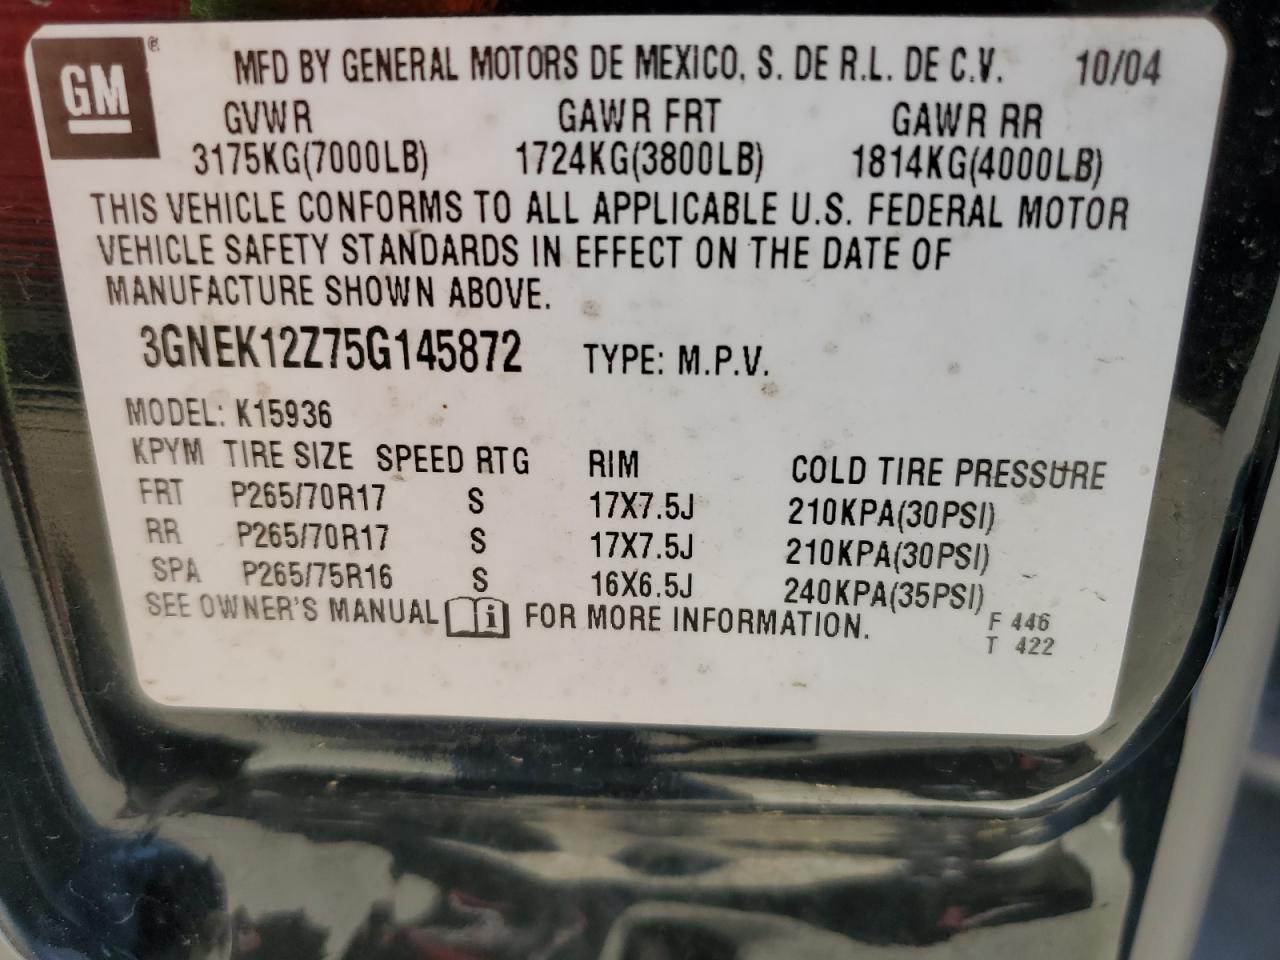 GM®
MFD BY GENERAL MOTORS DE MEXICO, S. DE R.L. DE C.V. 10/04
GVWR GAWR FRT GAWR RR
3175KG(7000LB) 1724KG(3800LB) 1814KG(4000LB)
THIS VEHICLE CONFORMS TO ALL APPLICABLE U.S. FEDERAL MOTOR
VEHICLE SAFETY STANDARDS IN EFFECT ON THE DATE OF
MANUFACTURE SHOWN ABOVE.
3GNEK12Z75G145872 TYPE: M.P.V.
MODEL: K15936
KPYM TIRE SIZE SPEED RTG RIM COLD TIRE PRESSURE
FRT P265/70R17 S 17X7.5J 210KPA(30PSI)
RR P265/70R17 S 17X7.5J 210KPA(30PSI)
SPA P265/75R16 S 16X6.5J 240KPA(35PSI)
SEE OWNER'S MANUAL i FOR MORE INFORMATION.
F 446
T 422